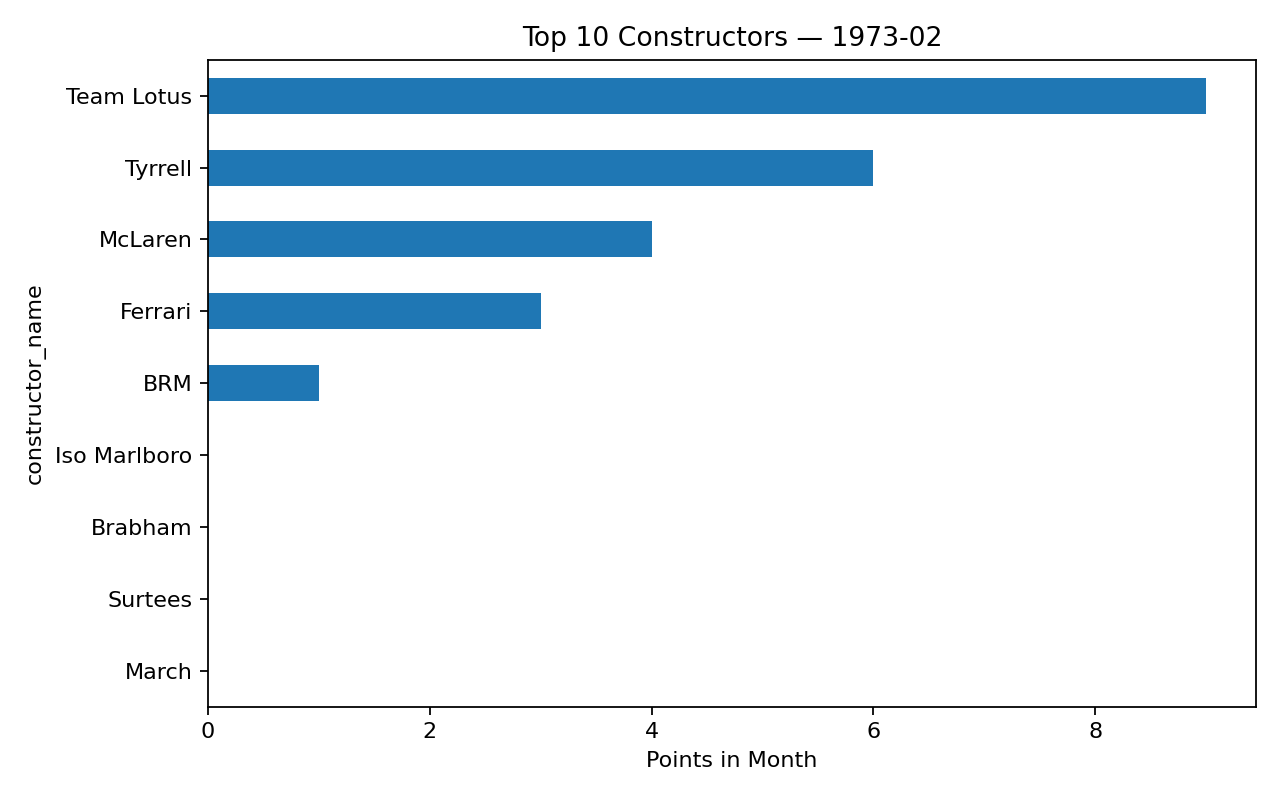 Top 10 Constructors — 1973-02
Team Lotus
Tyrrell
McLaren
Ferrari
BRM
Iso Marlboro
Brabham
Surtees
March
constructor_name
0 2 4 6 8
Points in Month